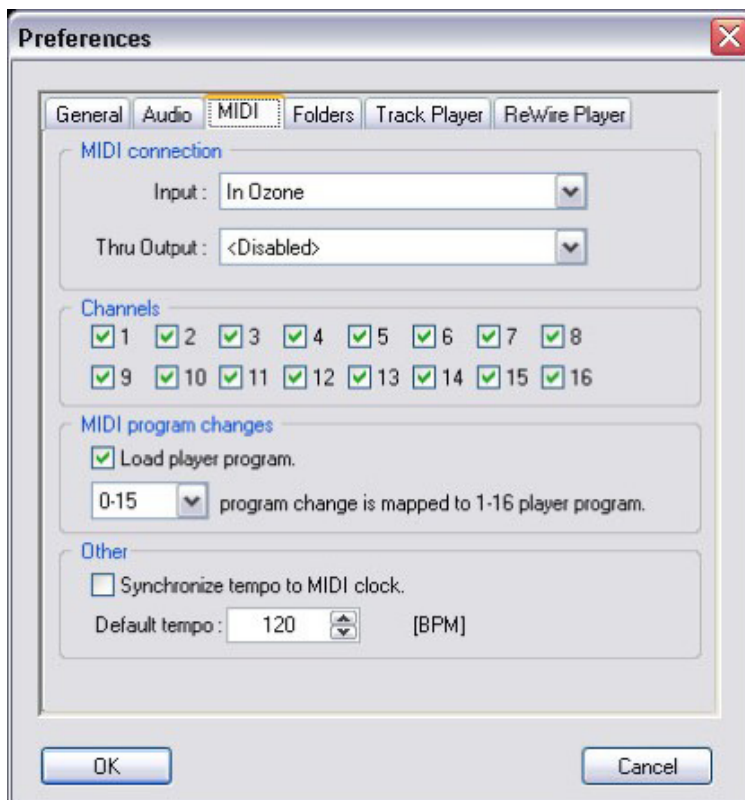 Preferences
General Audio MIDI Folders Track Player ReWire Player
MIDI connection
Input : In Ozone
Thru Output : <Disabled>
Channels
1 2 3 4 5 6 7 8
9 10 11 12 13 14 15 16
MIDI program changes
Load player program.
0-15 program change is mapped to 1-16 player program.
Other
Synchronize tempo to MIDI clock.
Default tempo : 120 [BPM]
OK Cancel